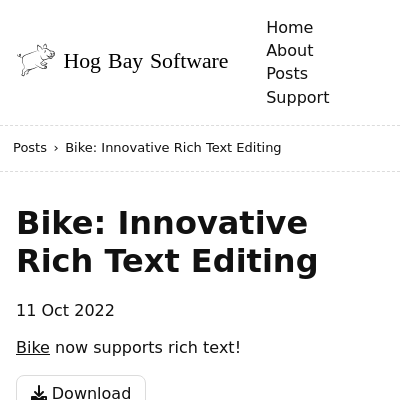 Hog Bay Software
Home
About
Posts
Support
Posts › Bike: Innovative Rich Text Editing
Bike: Innovative
Rich Text Editing
11 Oct 2022
Bike now supports rich text!
Download